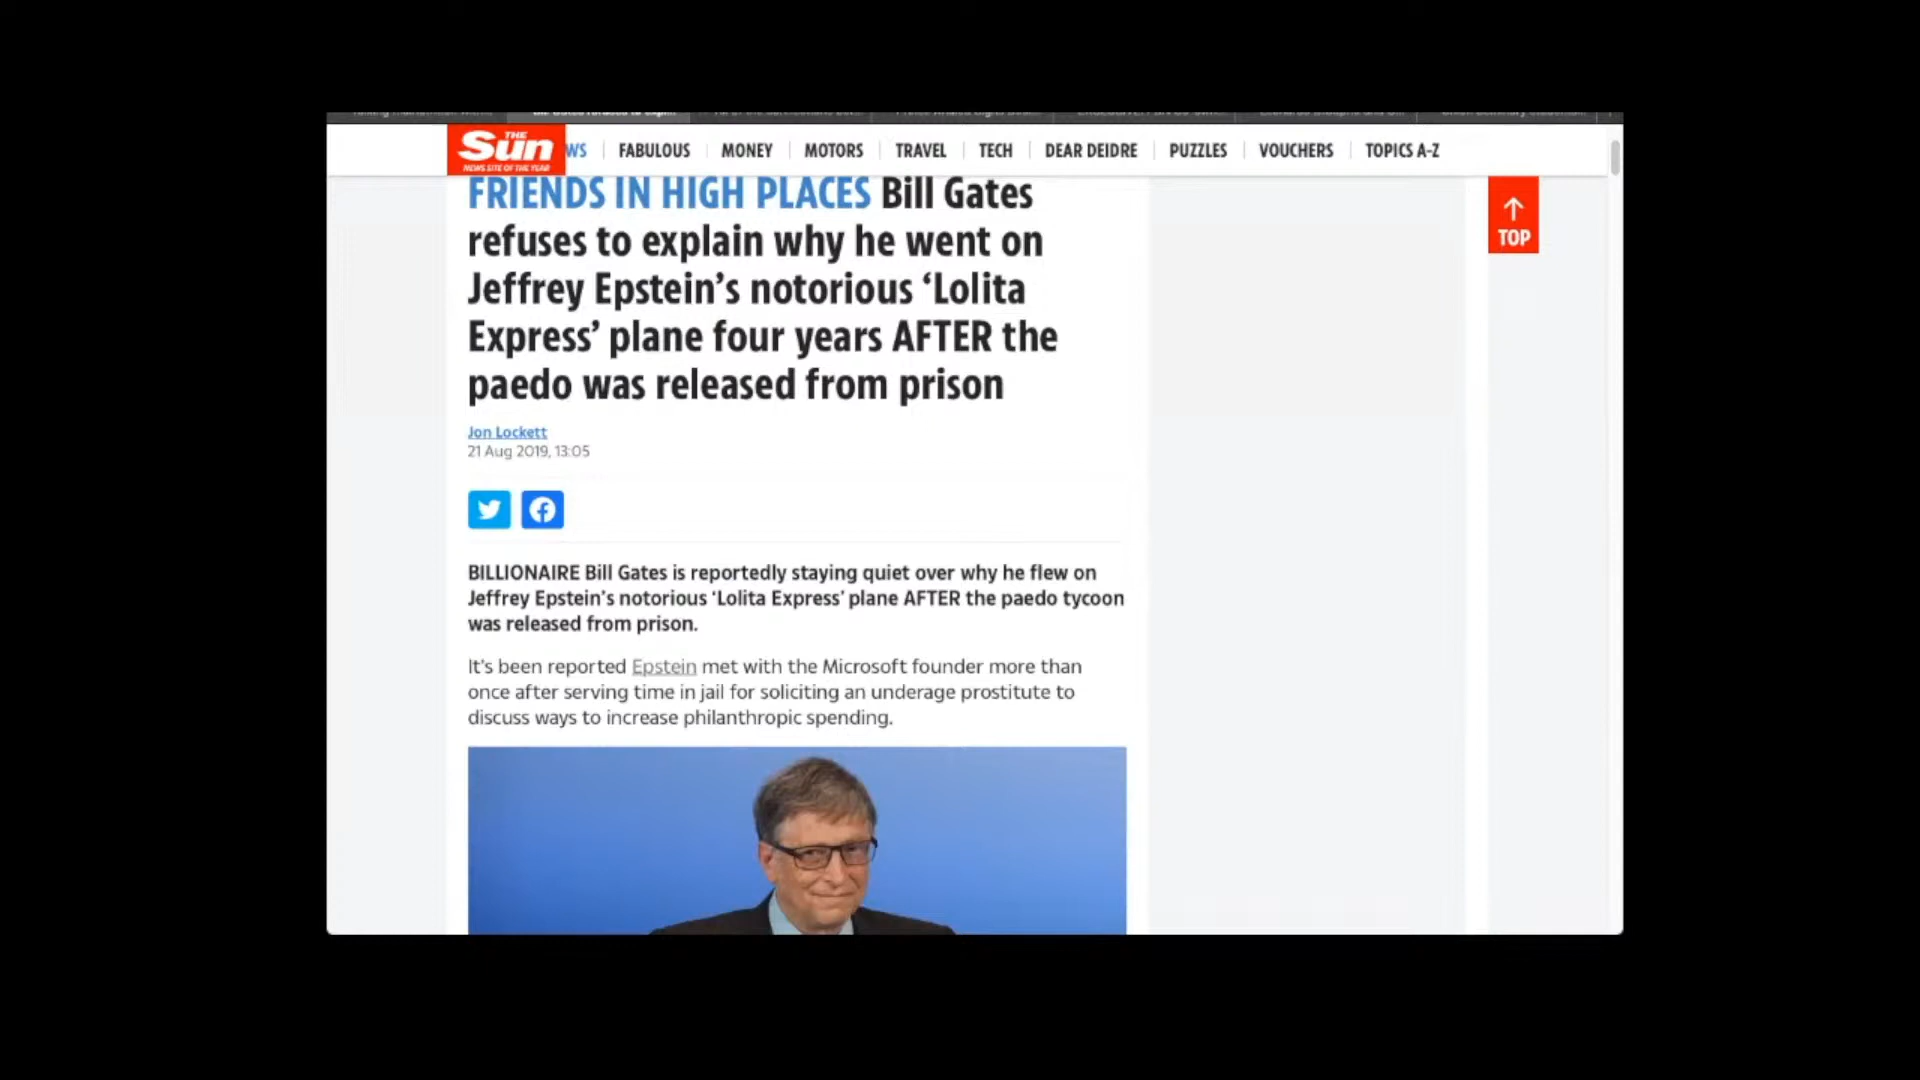 THE
Sun
NEWS SITE OF THE YEAR
WS
FABULOUS
MONEY
MOTORS
TRAVEL
TECH
DEAR DEIDRE
PUZZLES
VOUCHERS
TOPICS A-Z
FRIENDS IN HIGH PLACES Bill Gates
refuses to explain why he went on
Jeffrey Epstein’s notorious ‘Lolita
Express’ plane four years AFTER the
paedo was released from prison
TOP
Jon Lockett
21 Aug 2019, 13:05
BILLIONAIRE Bill Gates is reportedly staying quiet over why he flew on
Jeffrey Epstein’s notorious ‘Lolita Express’ plane AFTER the paedo tycoon
was released from prison.
It's been reported Epstein met with the Microsoft founder more than
once after serving time in jail for soliciting an underage prostitute to
discuss ways to increase philanthropic spending.